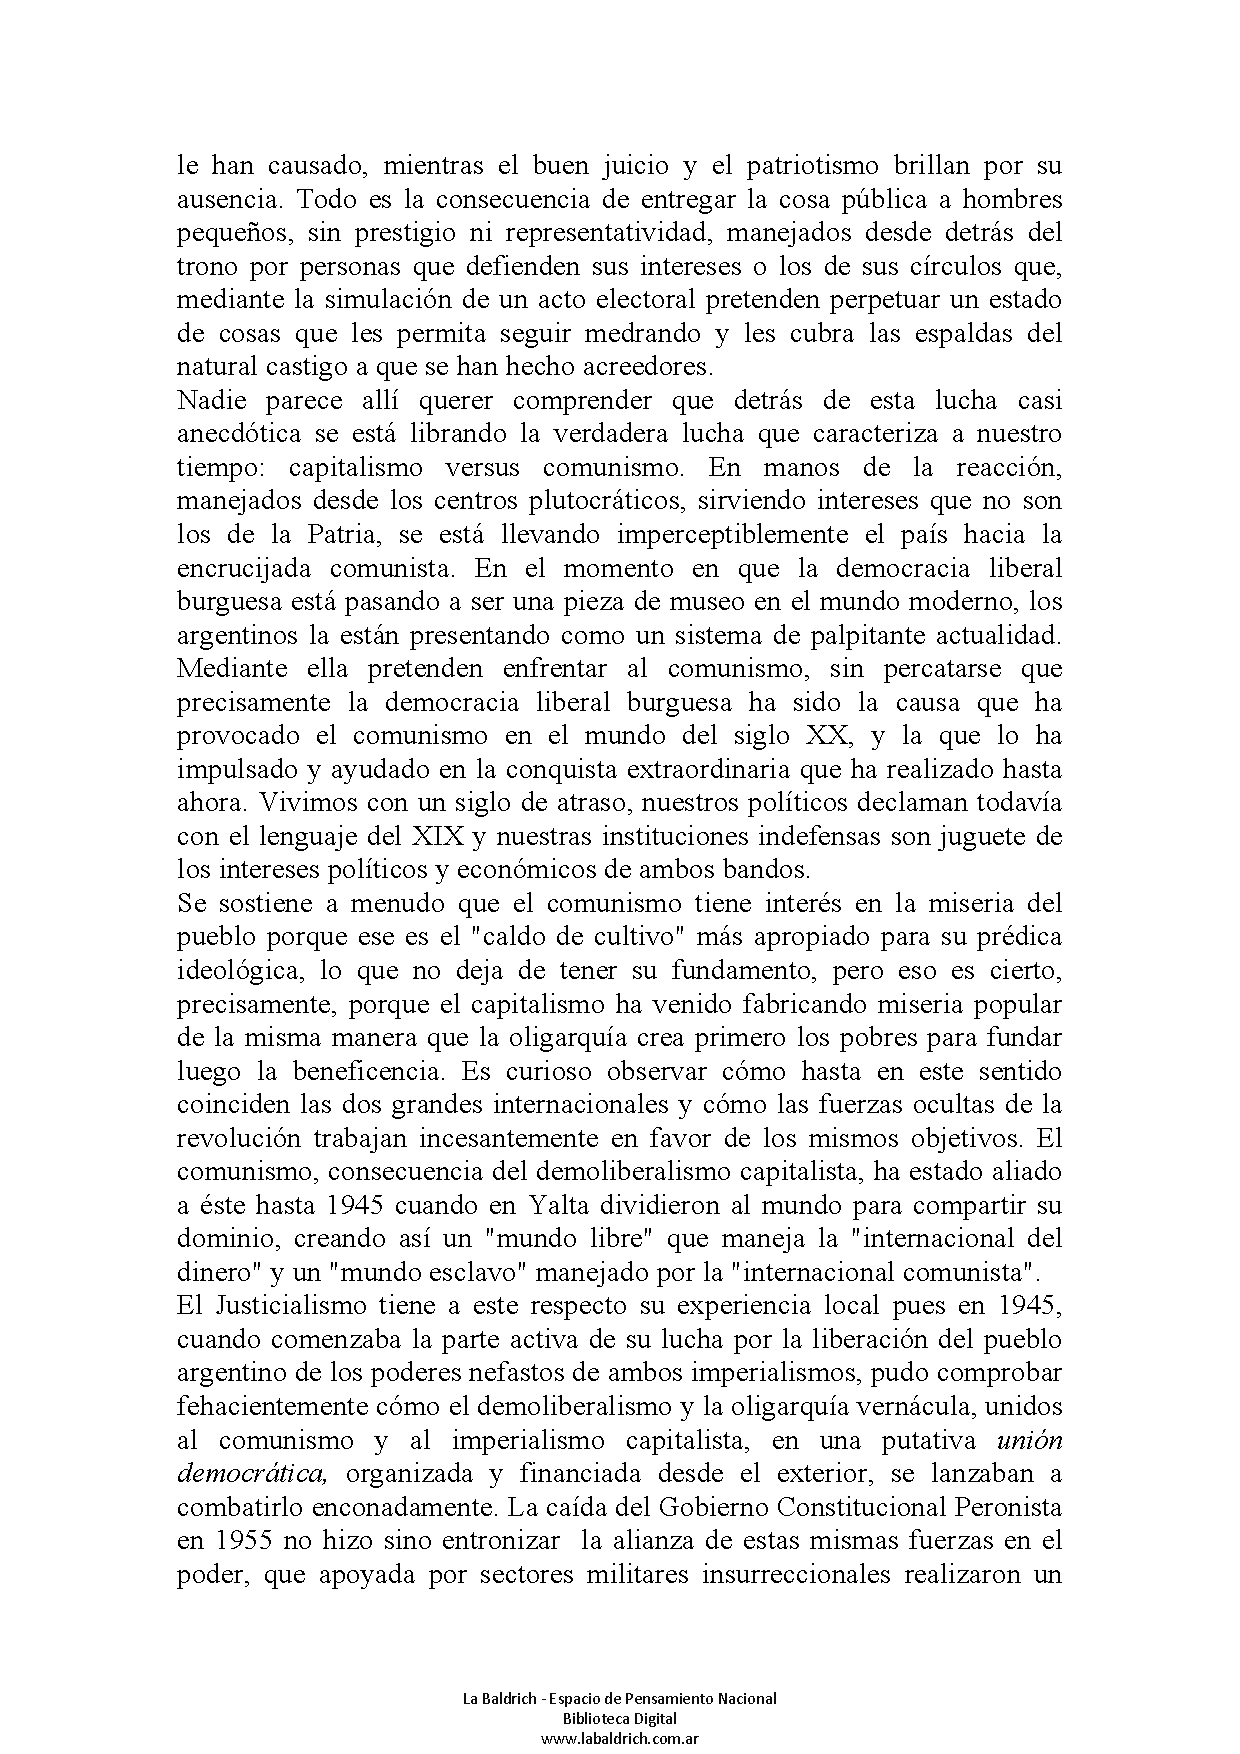 le han causado, mientras el buen juicio y el patriotismo brillan por su
ausencia. Todo es la consecuencia de entregar la cosa pública a hombres
pequeños, sin prestigio ni representatividad, manejados desde detrás del
trono por personas que defienden sus intereses o los de sus círculos que,
mediante la simulación de un acto electoral pretenden perpetuar un estado
de cosas que les permita seguir medrando y les cubra las espaldas del
natural castigo a que se han hecho acreedores.
Nadie parece allí querer comprender que detrás de esta lucha casi
anecdótica se está librando la verdadera lucha que caracteriza a nuestro
tiempo: capitalismo versus comunismo. En manos de la reacción,
manejados desde los centros plutocráticos, sirviendo intereses que no son
los de la Patria, se está llevando imperceptiblemente el país hacia la
encrucijada comunista. En el momento en que la democracia liberal
burguesa está pasando a ser una pieza de museo en el mundo moderno, los
argentinos la están presentando como un sistema de palpitante actualidad.
Mediante ella pretenden enfrentar al comunismo, sin percatarse que
precisamente la democracia liberal burguesa ha sido la causa que ha
provocado el comunismo en el mundo del siglo XX, y la que lo ha
impulsado y ayudado en la conquista extraordinaria que ha realizado hasta
ahora. Vivimos con un siglo de atraso, nuestros políticos declaman todavía
con el lenguaje del XIX y nuestras instituciones indefensas son juguete de
los intereses políticos y económicos de ambos bandos.
Se sostiene a menudo que el comunismo tiene interés en la miseria del
pueblo porque ese es el "caldo de cultivo" más apropiado para su prédica
ideológica, lo que no deja de tener su fundamento, pero eso es cierto,
precisamente, porque el capitalismo ha venido fabricando miseria popular
de la misma manera que la oligarquía crea primero los pobres para fundar
luego la beneficencia. Es curioso observar cómo hasta en este sentido
coinciden las dos grandes internacionales y cómo las fuerzas ocultas de la
revolución trabajan incesantemente en favor de los mismos objetivos. El
comunismo, consecuencia del demoliberalismo capitalista, ha estado aliado
a éste hasta 1945 cuando en Yalta dividieron al mundo para compartir su
dominio, creando así un "mundo libre" que maneja la "internacional del
dinero" y un "mundo esclavo" manejado por la "internacional comunista".
El Justicialismo tiene a este respecto su experiencia local pues en 1945,
cuando comenzaba la parte activa de su lucha por la liberación del pueblo
argentino de los poderes nefastos de ambos imperialismos, pudo comprobar
fehacientemente cómo el demoliberalismo y la oligarquía vernácula, unidos
al comunismo y al imperialismo capitalista, en una putativa unión
democrática, organizada y financiada desde el exterior, se lanzaban a
combatirlo enconadamente. La caída del Gobierno Constitucional Peronista
en 1955 no hizo sino entronizar la alianza de estas mismas fuerzas en el
poder, que apoyada por sectores militares insurreccionales realizaron un
La Baldrich - Espacio de Pensamiento Nacional
Biblioteca Digital
www.labaldrich.com.ar